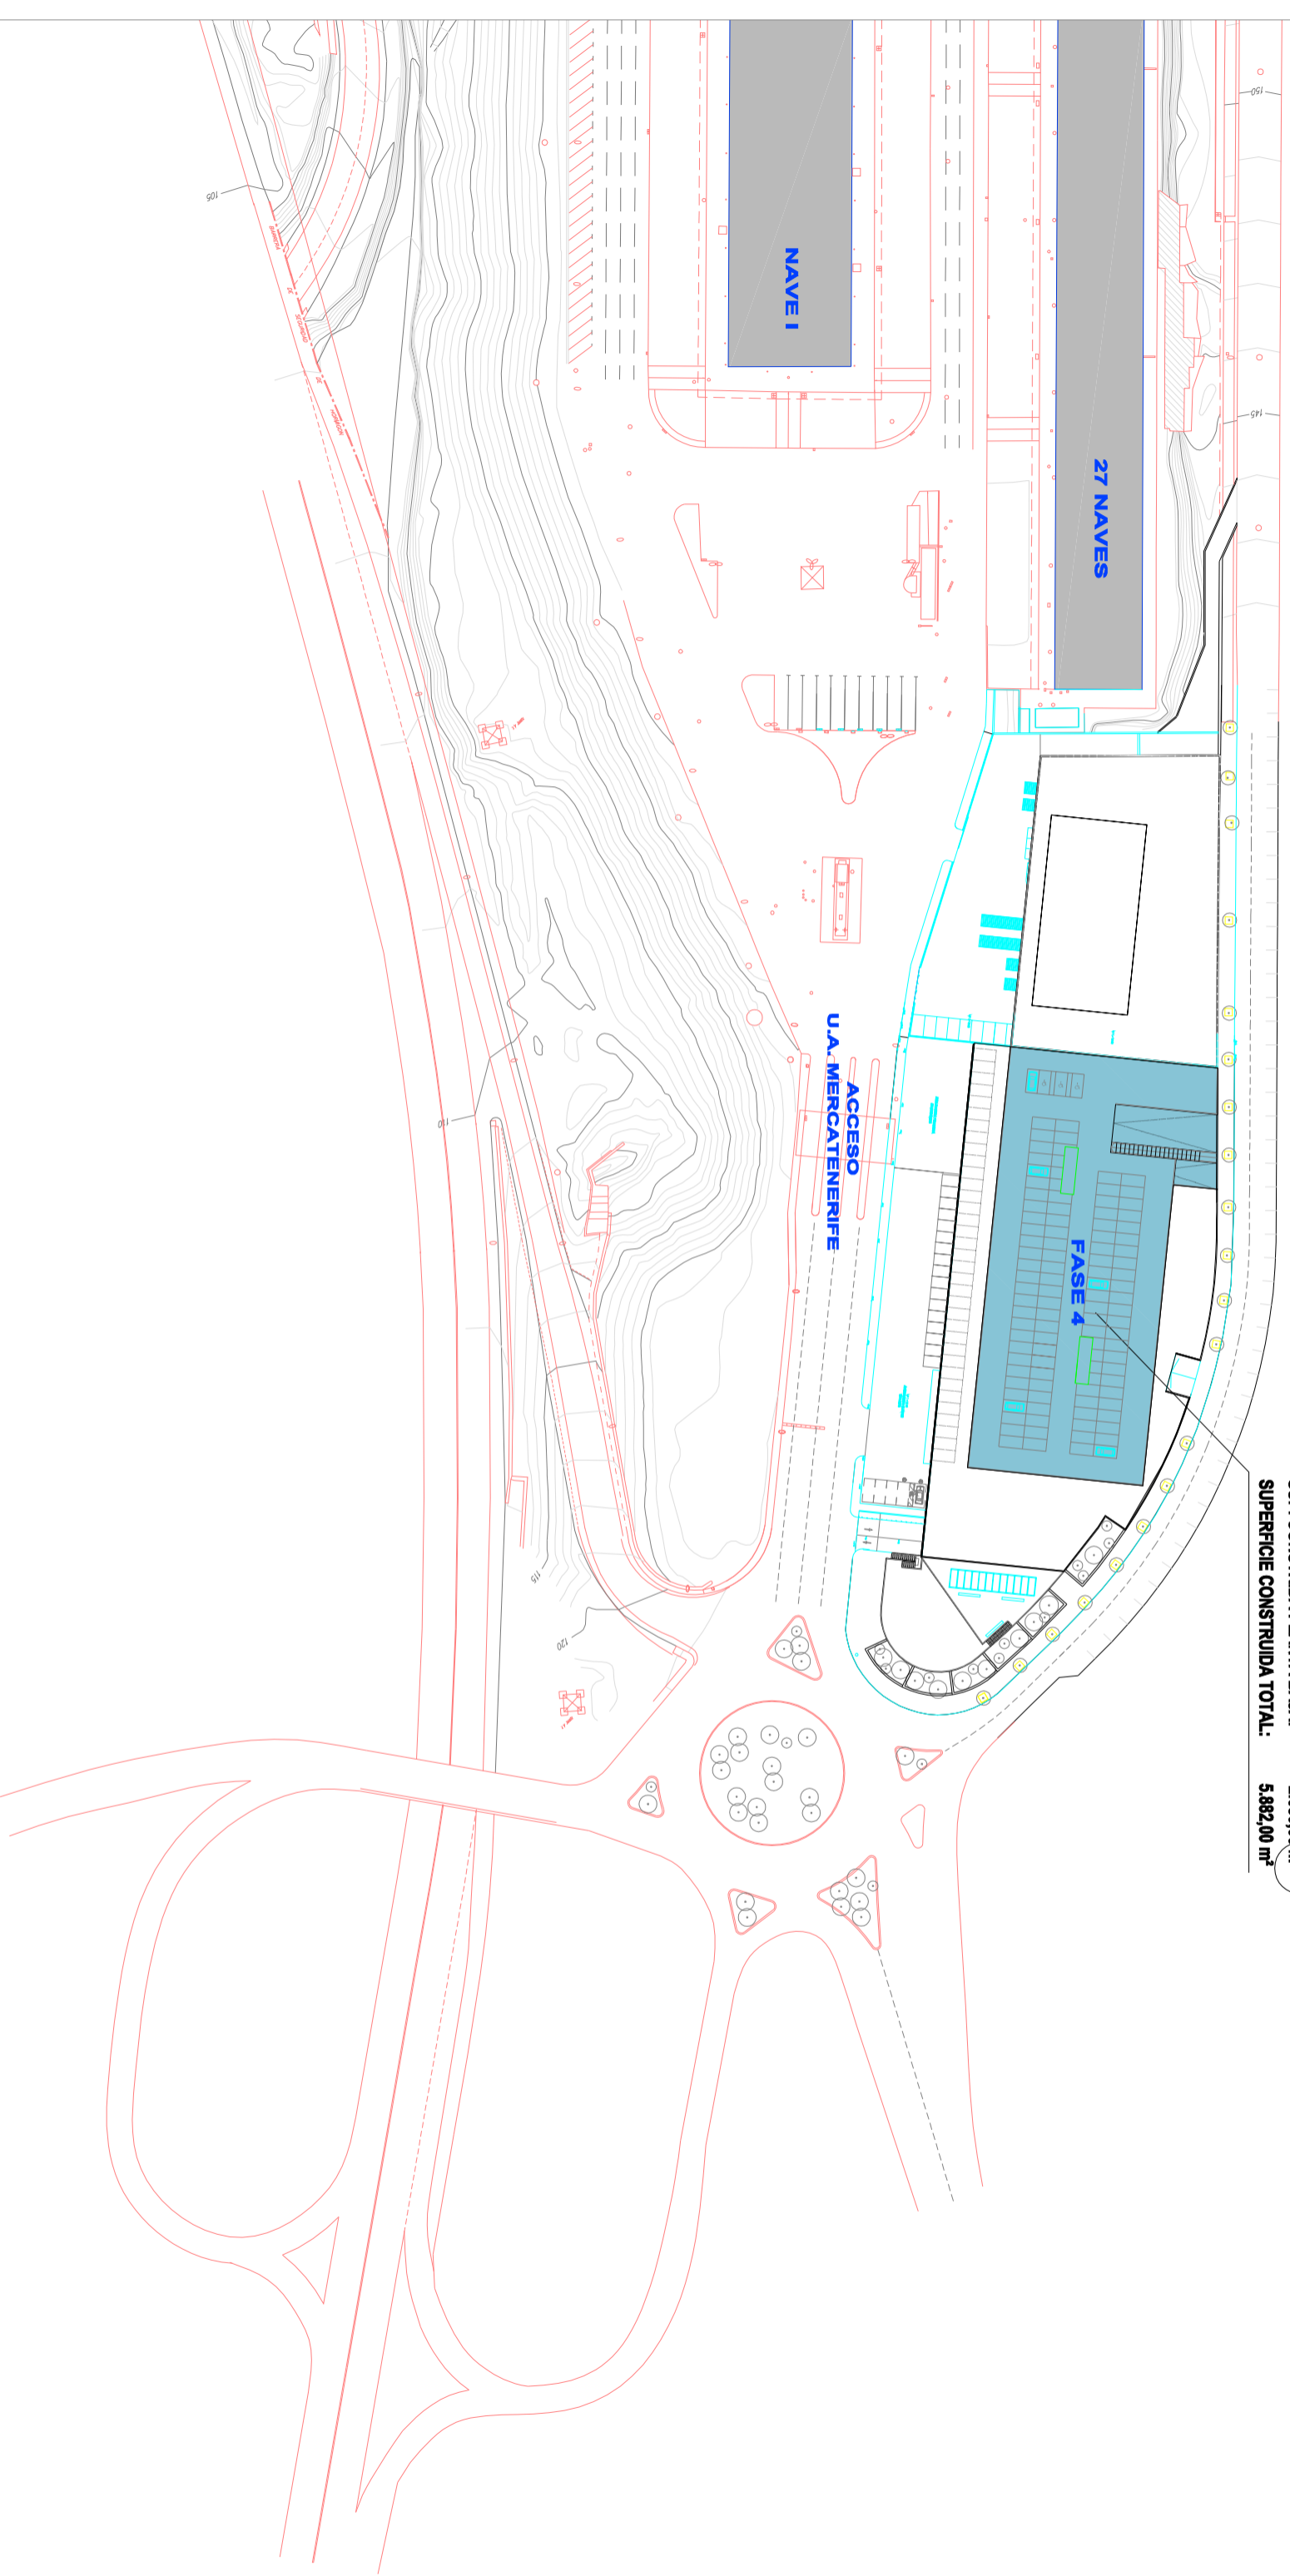 NAVE I
27 NAVES
ACCESO
U.A. MERCATENERIFE
FASE 4
SUPERFICIE CONSTRUIDA TOTAL: 5.882,00 m²
150
145
105
110
115
120